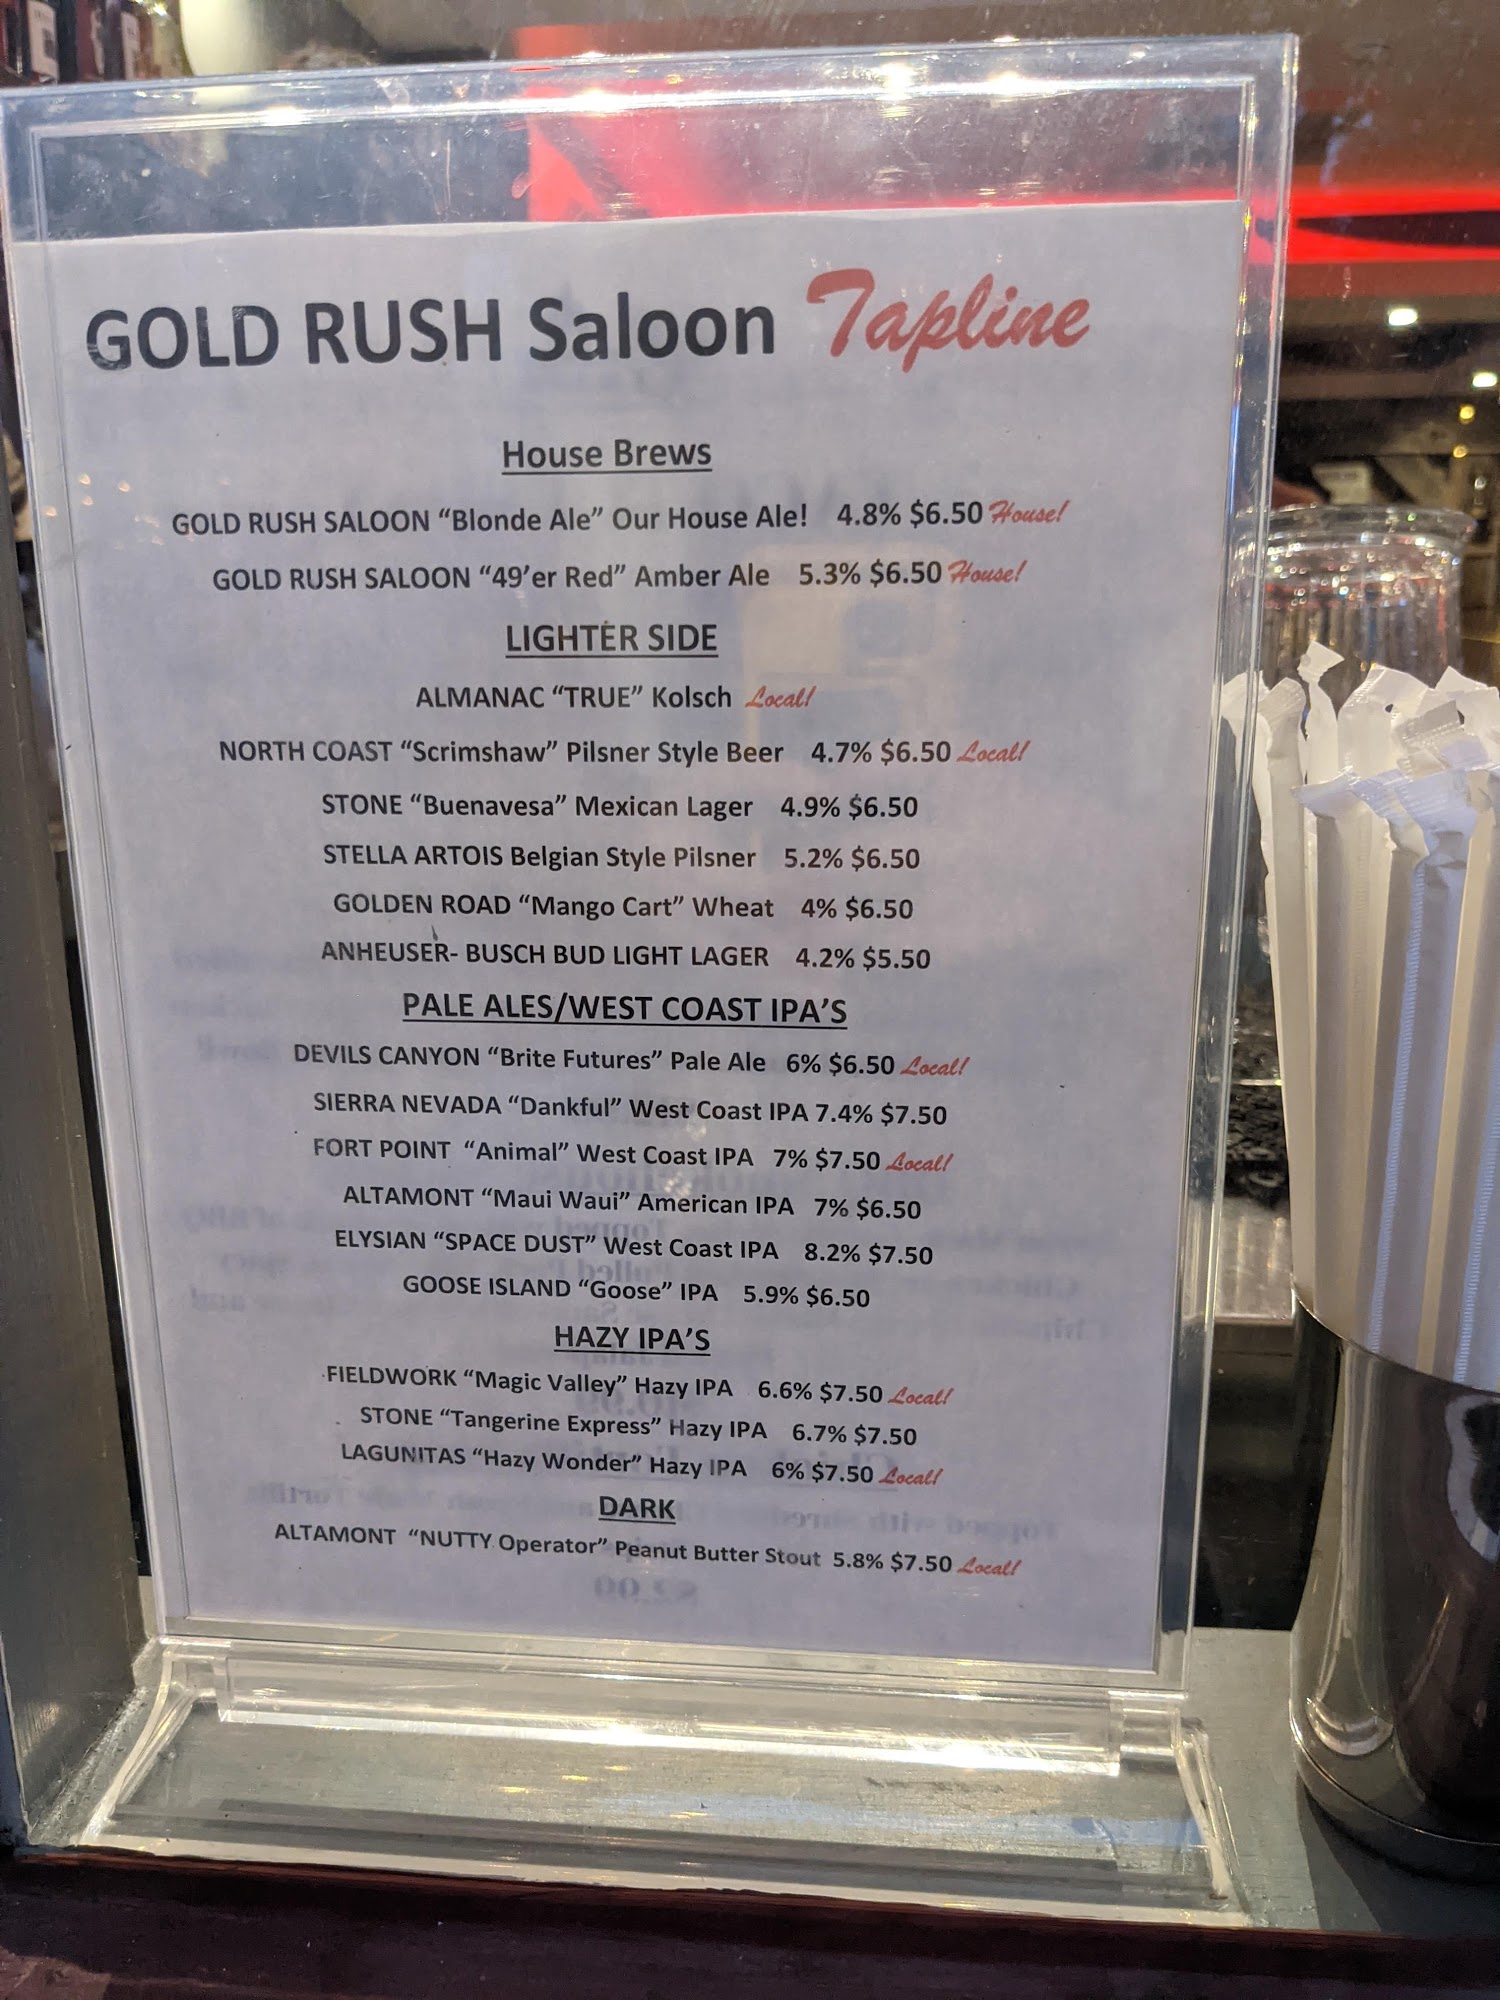 GOLD RUSH Saloon Tapline
House Brews
GOLD RUSH SALOON “Blonde Ale” Our House Ale! 4.8% $6.50 House!
GOLD RUSH SALOON “49’er Red” Amber Ale 5.3% $6.50 House!
LIGHTER SIDE
ALMANAC “TRUE” Kolsch Local!
NORTH COAST “Scrimshaw” Pilsner Style Beer 4.7% $6.50 Local!
STONE “Buenavesa” Mexican Lager 4.9% $6.50
STELLA ARTOIS Belgian Style Pilsner 5.2% $6.50
GOLDEN ROAD “Mango Cart” Wheat 4% $6.50
ANHEUSER- BUSCH BUD LIGHT LAGER 4.2% $5.50
PALE ALES/WEST COAST IPA’S
DEVILS CANYON “Brite Futures” Pale Ale 6% $6.50 Local!
SIERRA NEVADA “Dankful” West Coast IPA 7.4% $7.50
FORT POINT “Animal” West Coast IPA 7% $7.50 Local!
ALTAMONT “Maui Waui” American IPA 7% $6.50
ELYSIAN “SPACE DUST” West Coast IPA 8.2% $7.50
GOOSE ISLAND “Goose” IPA 5.9% $6.50
HAZY IPA’S
FIELDWORK “Magic Valley” Hazy IPA 6.6% $7.50 Local!
STONE “Tangerine Express” Hazy IPA 6.7% $7.50
LAGUNITAS “Hazy Wonder” Hazy IPA 6% $7.50 Local!
DARK
ALTAMONT “NUTTY Operator” Peanut Butter Stout 5.8% $7.50 Local!